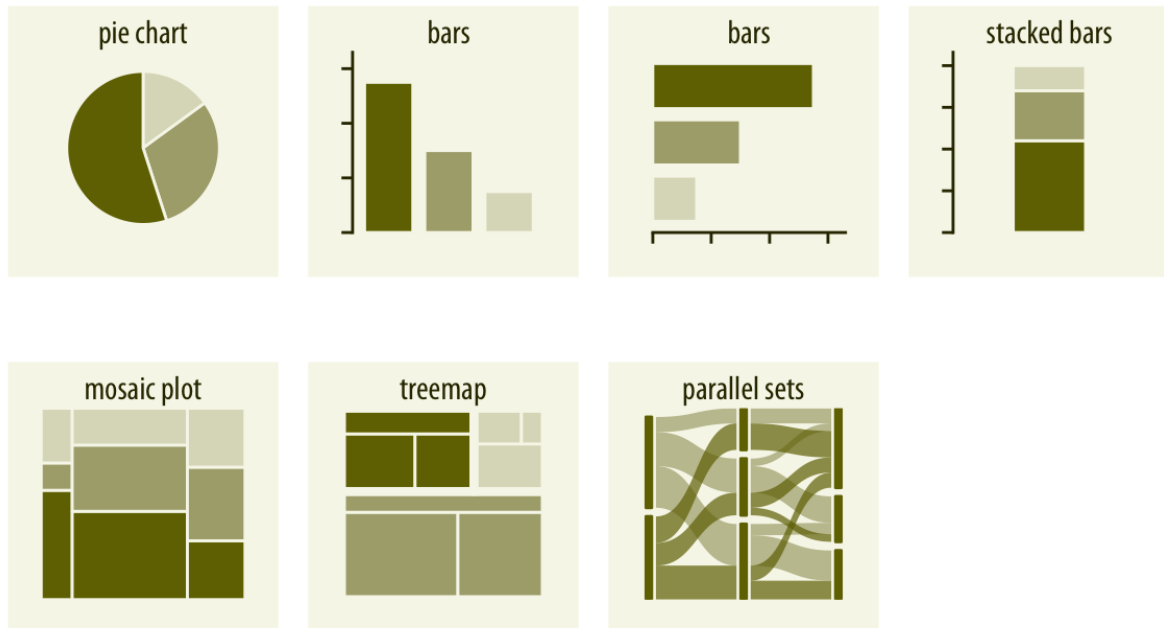 pie chart
bars
bars
stacked bars
mosaic plot
treemap
parallel sets